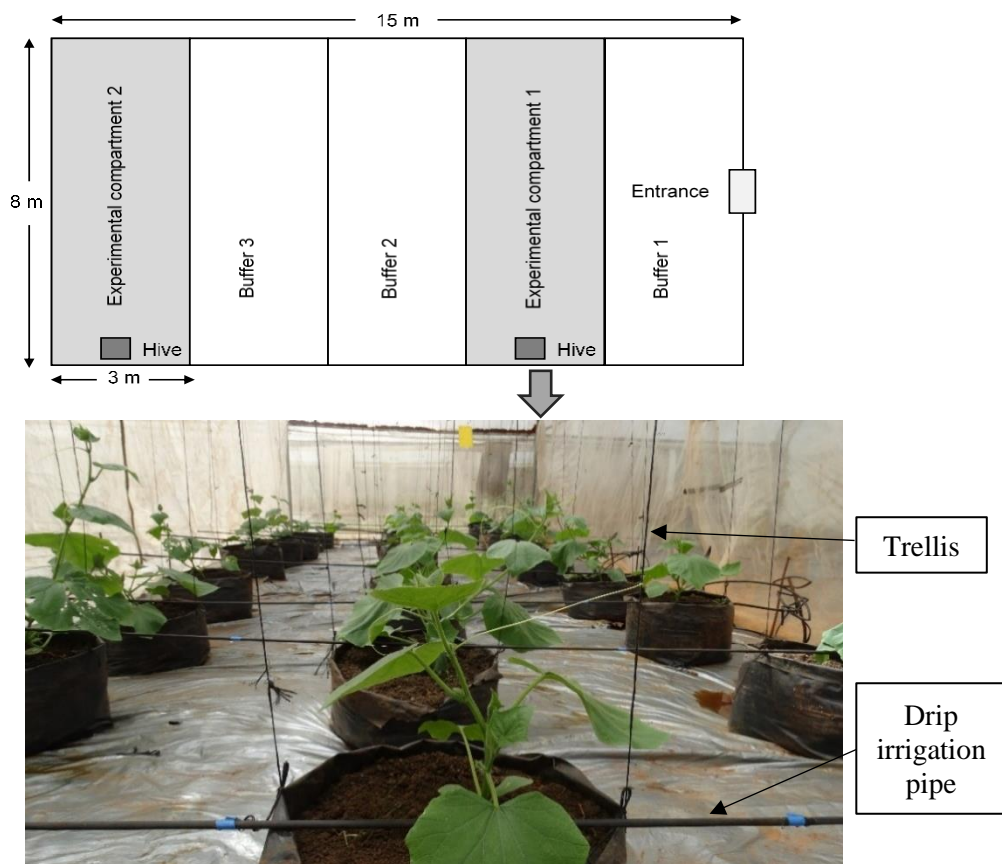 15 m
8 m
Experimental compartment 2
Buffer 3
Buffer 2
Experimental compartment 1
Buffer 1
Entrance
Hive
Hive
3 m
Trellis
Drip
irrigation
pipe